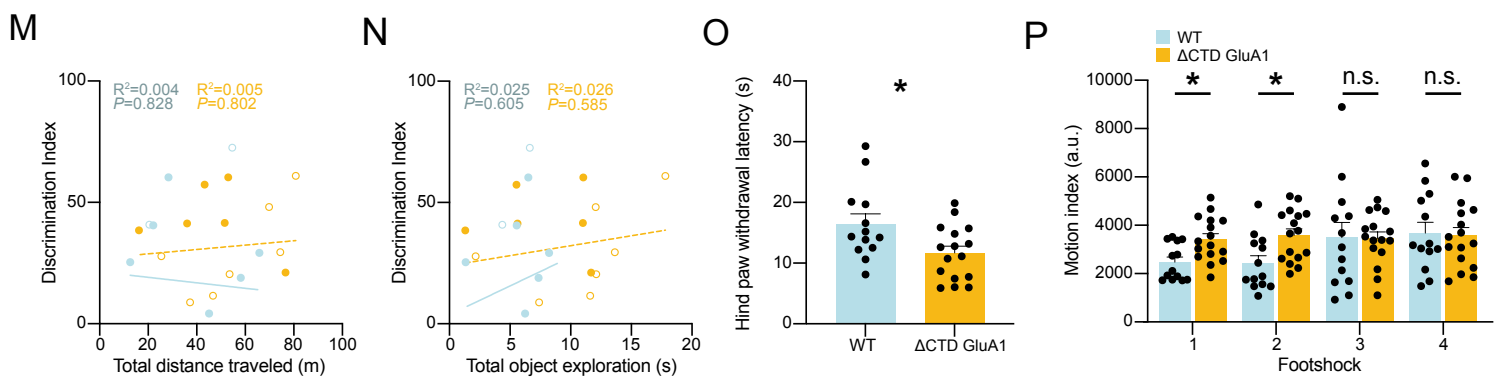 M
R²=0.004 R²=0.005
P=0.828 P=0.802
Discrimination Index
100
50
0
0 20 40 60 80 100
Total distance traveled (m)
N
R²=0.025 R²=0.026
P=0.605 P=0.585
Discrimination Index
100
50
0
0 5 10 15 20
Total object exploration (s)
O
*
Hind paw withdrawal latency (s)
40
30
20
10
0
WT ΔCTD GluA1
P
WT
ΔCTD GluA1
* * n.s. n.s.
Motion index (a.u.)
10000
8000
6000
4000
2000
0
1 2 3 4
Footshock